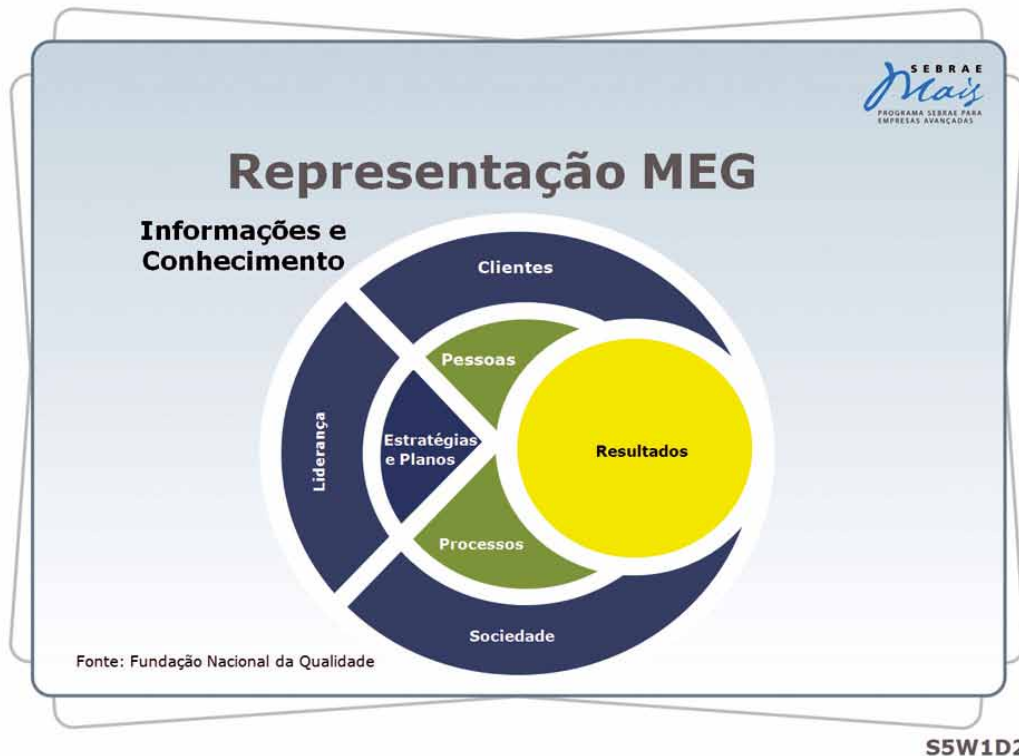 SEBRAE
Mais
PROGRAMA SEBRAE PARA
EMPRESAS AVANÇADAS
Representação MEG
Informações e
Conhecimento
Clientes
Pessoas
Liderança
Estratégias
e Planos
Resultados
Processos
Sociedade
Fonte: Fundação Nacional da Qualidade
S5W1D2